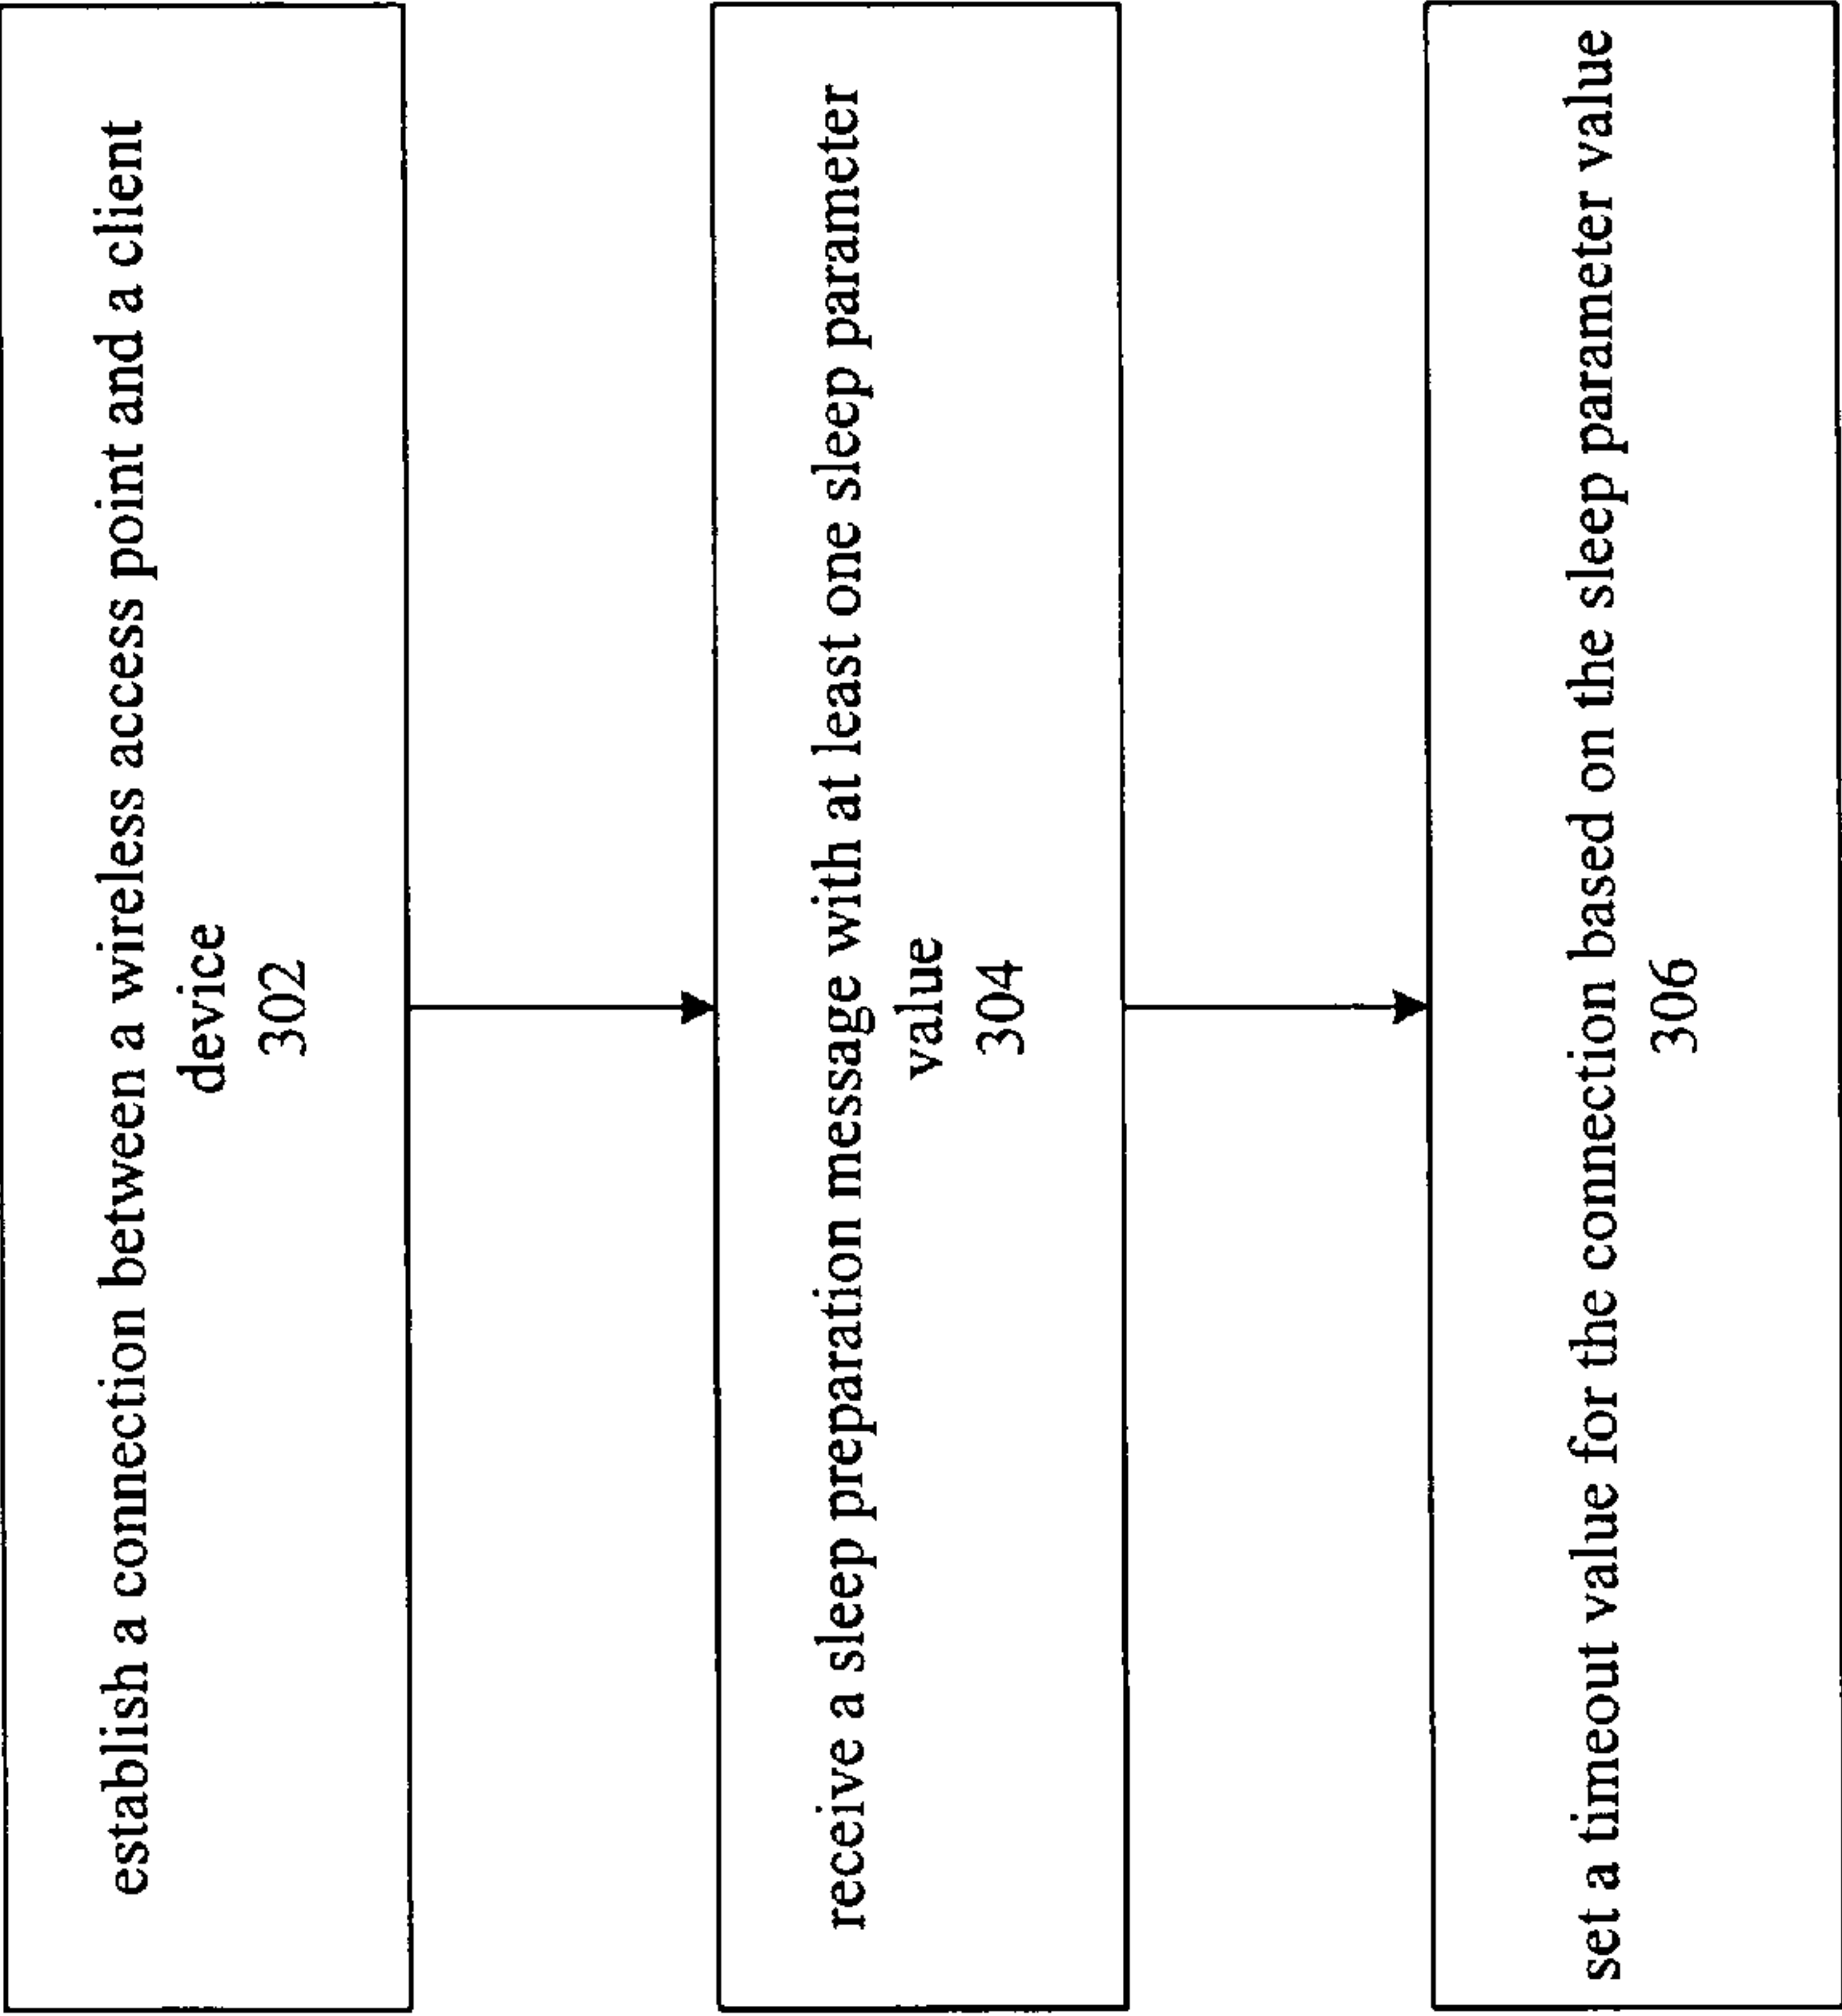 establish a connection between a wireless access point and a client
device
302
receive a sleep preparation message with at least one sleep parameter
value
304
set a timeout value for the connection based on the sleep parameter value
306